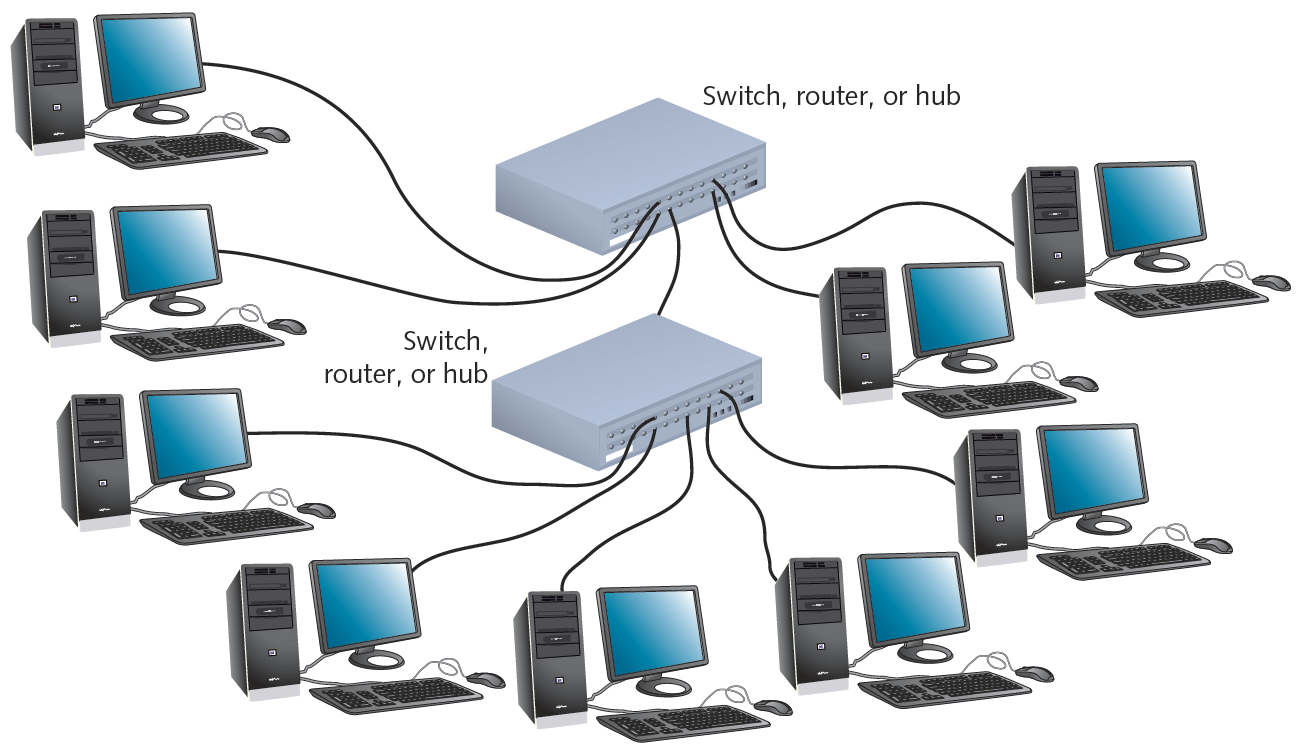 Switch, router, or hub
Switch,
router, or hub